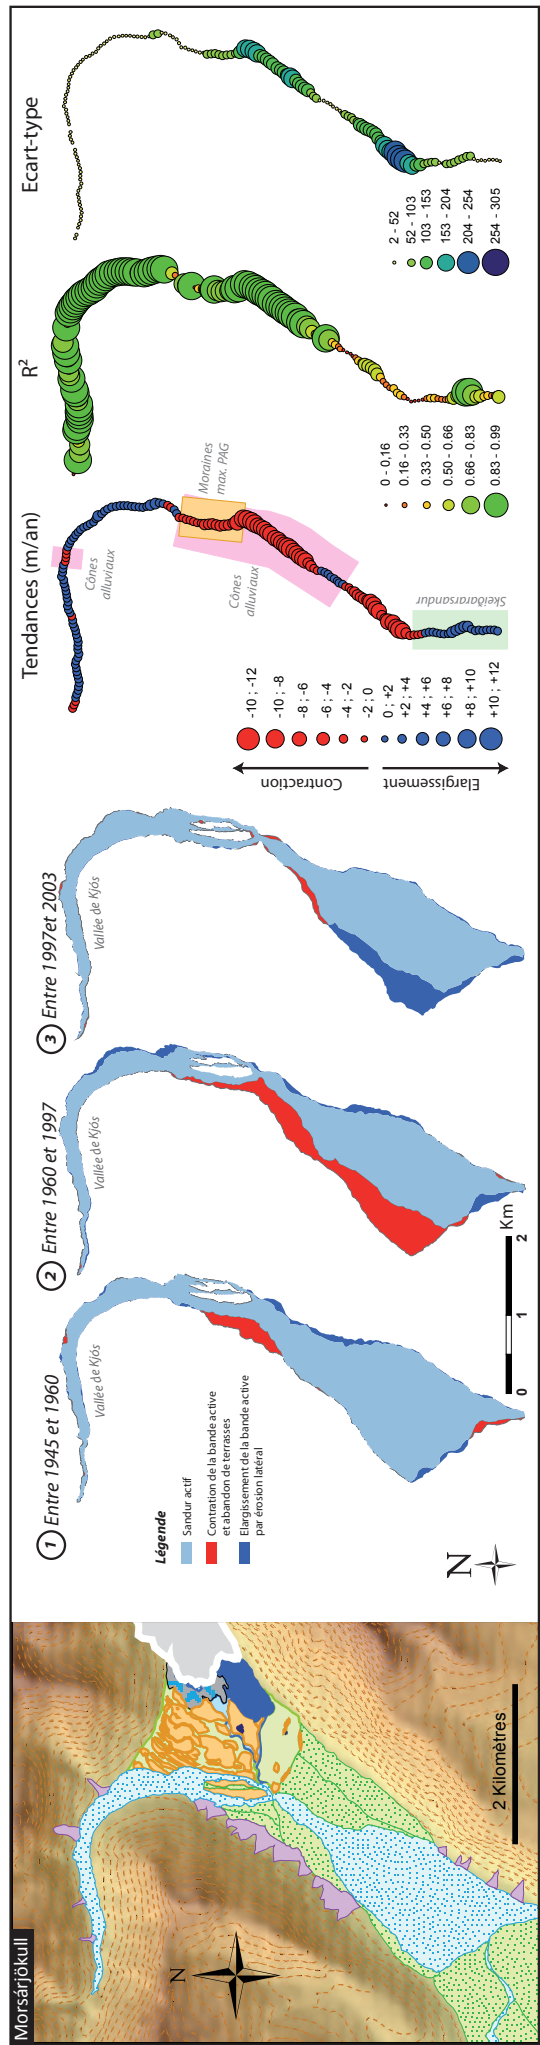 Morsárjökull
N
2 Kilomètres
1 Entre 1945 et 1960
Vallée de Kjós
Légende
Sandur actif
Contration de la bande active
et abandon de terrasses
Elargissement de la bande active
par érosion latéral
N
0 1 2
Km
2 Entre 1960 et 1997
Vallée de Kjós
3 Entre 1997et 2003
Vallée de Kjós
Tendances (m/an)
Cônes
alluviaux
Moraines
max. PAG
Cônes
alluviaux
Skeiðarársandur
Contraction
Elargissement
-10 ; -12
-10 ; -8
-8 ; -6
-6 ; -4
-4 ; -2
-2 ; 0
0 ; +2
+2 ; +4
+4 ; +6
+6 ; +8
+8 ; +10
+10 ; +12
R²
0 - 0,16
0.16 - 0.33
0.33 - 0.50
0.50 - 0.66
0.66 - 0.83
0.83 - 0.99
Ecart-type
2 - 52
52 - 103
103 - 153
153 - 204
204 - 254
254 - 305